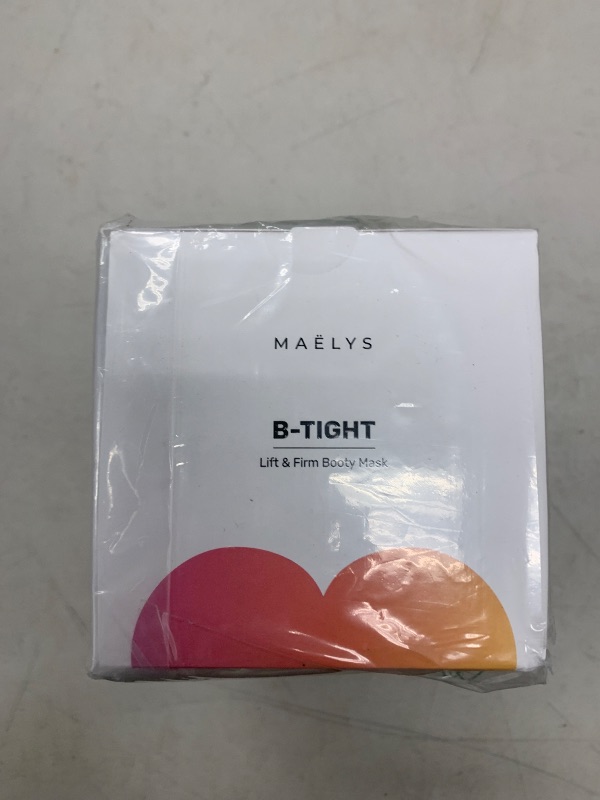 MAËLYS
B-TIGHT
Lift & Firm Booty Mask